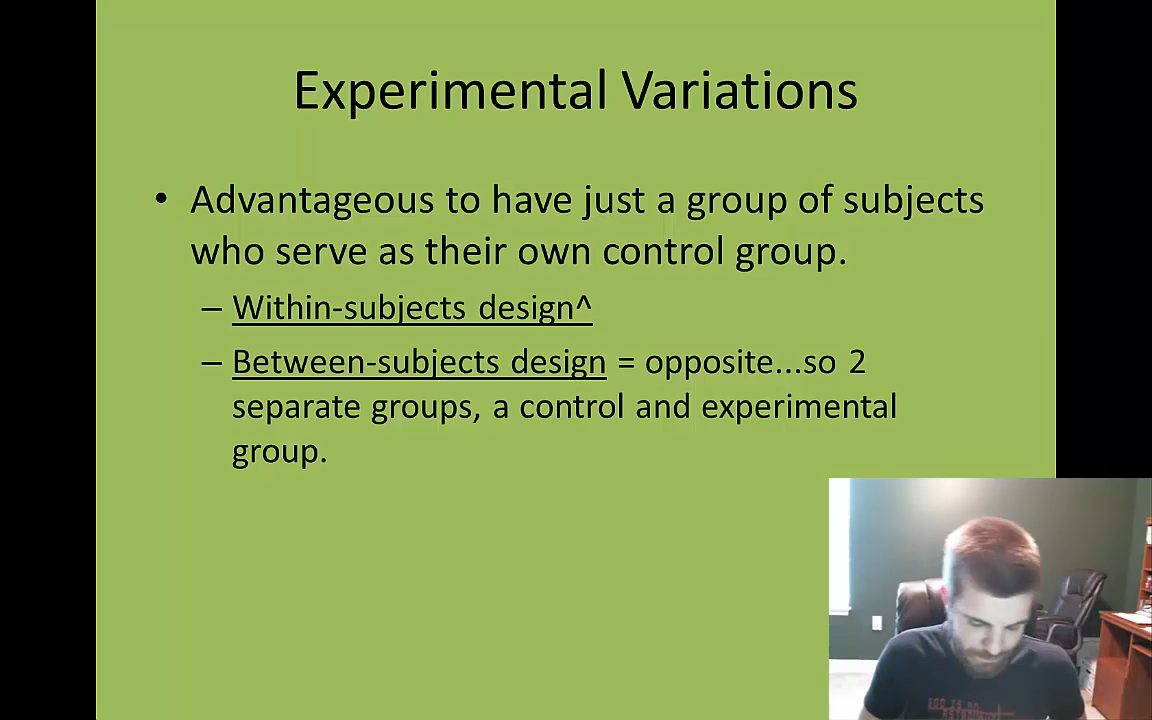 Experimental Variations
• Advantageous to have just a group of subjects
who serve as their own control group.
– Within-subjects design^
– Between-subjects design = opposite...so 2
separate groups, a control and experimental
group.